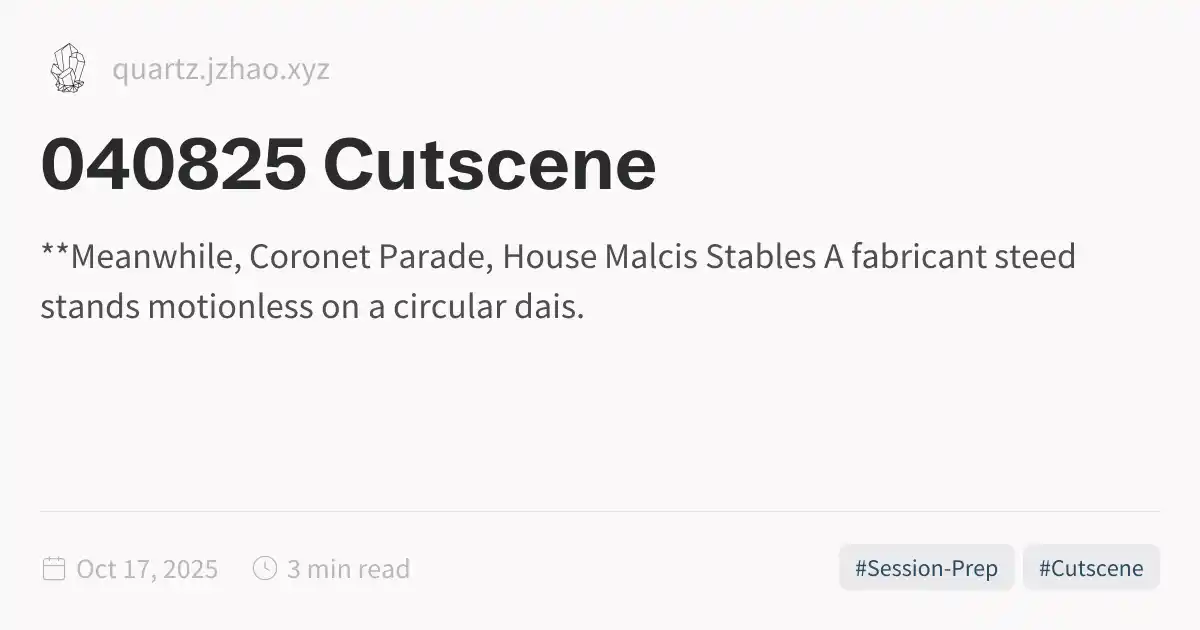 quartz.jzhao.xyz
040825 Cutscene
**Meanwhile, Coronet Parade, House Malcis Stables A fabricant steed
stands motionless on a circular dais.
Oct 17, 2025
3 min read
#Session-Prep
#Cutscene